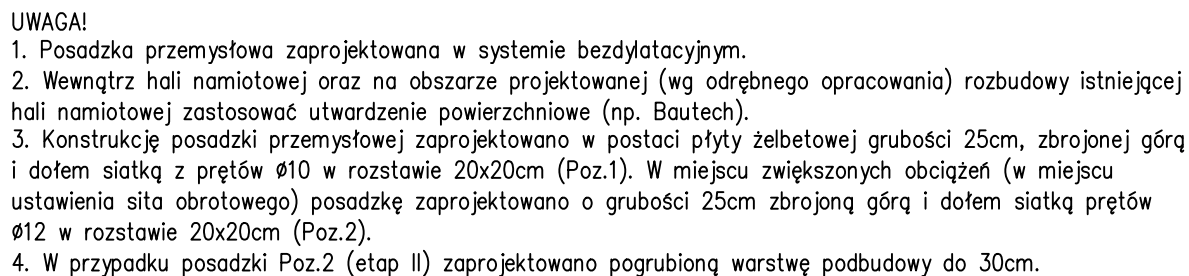 UWAGA!
1. Posadzka przemysłowa zaprojektowana w systemie bezdylatacyjnym.
2. Wewnątrz hali namiotowej oraz na obszarze projektowanej (wg odrębnego opracowania) rozbudowy istniejącej
hali namiotowej zastosować utwardzenie powierzchniowe (np. Bautech).
3. Konstrukcję posadzki przemysłowej zaprojektowano w postaci płyty żelbetowej grubości 25cm, zbrojonej górą
i dołem siatką z prętów ø10 w rozstawie 20x20cm (Poz.1). W miejscu zwiększonych obciążeń (w miejscu
ustawienia sita obrotowego) posadzkę zaprojektowano o grubości 25cm zbrojoną górą i dołem siatką prętów
ø12 w rozstawie 20x20cm (Poz.2).
4. W przypadku posadzki Poz.2 (etap II) zaprojektowano pogrubioną warstwę podbudowy do 30cm.